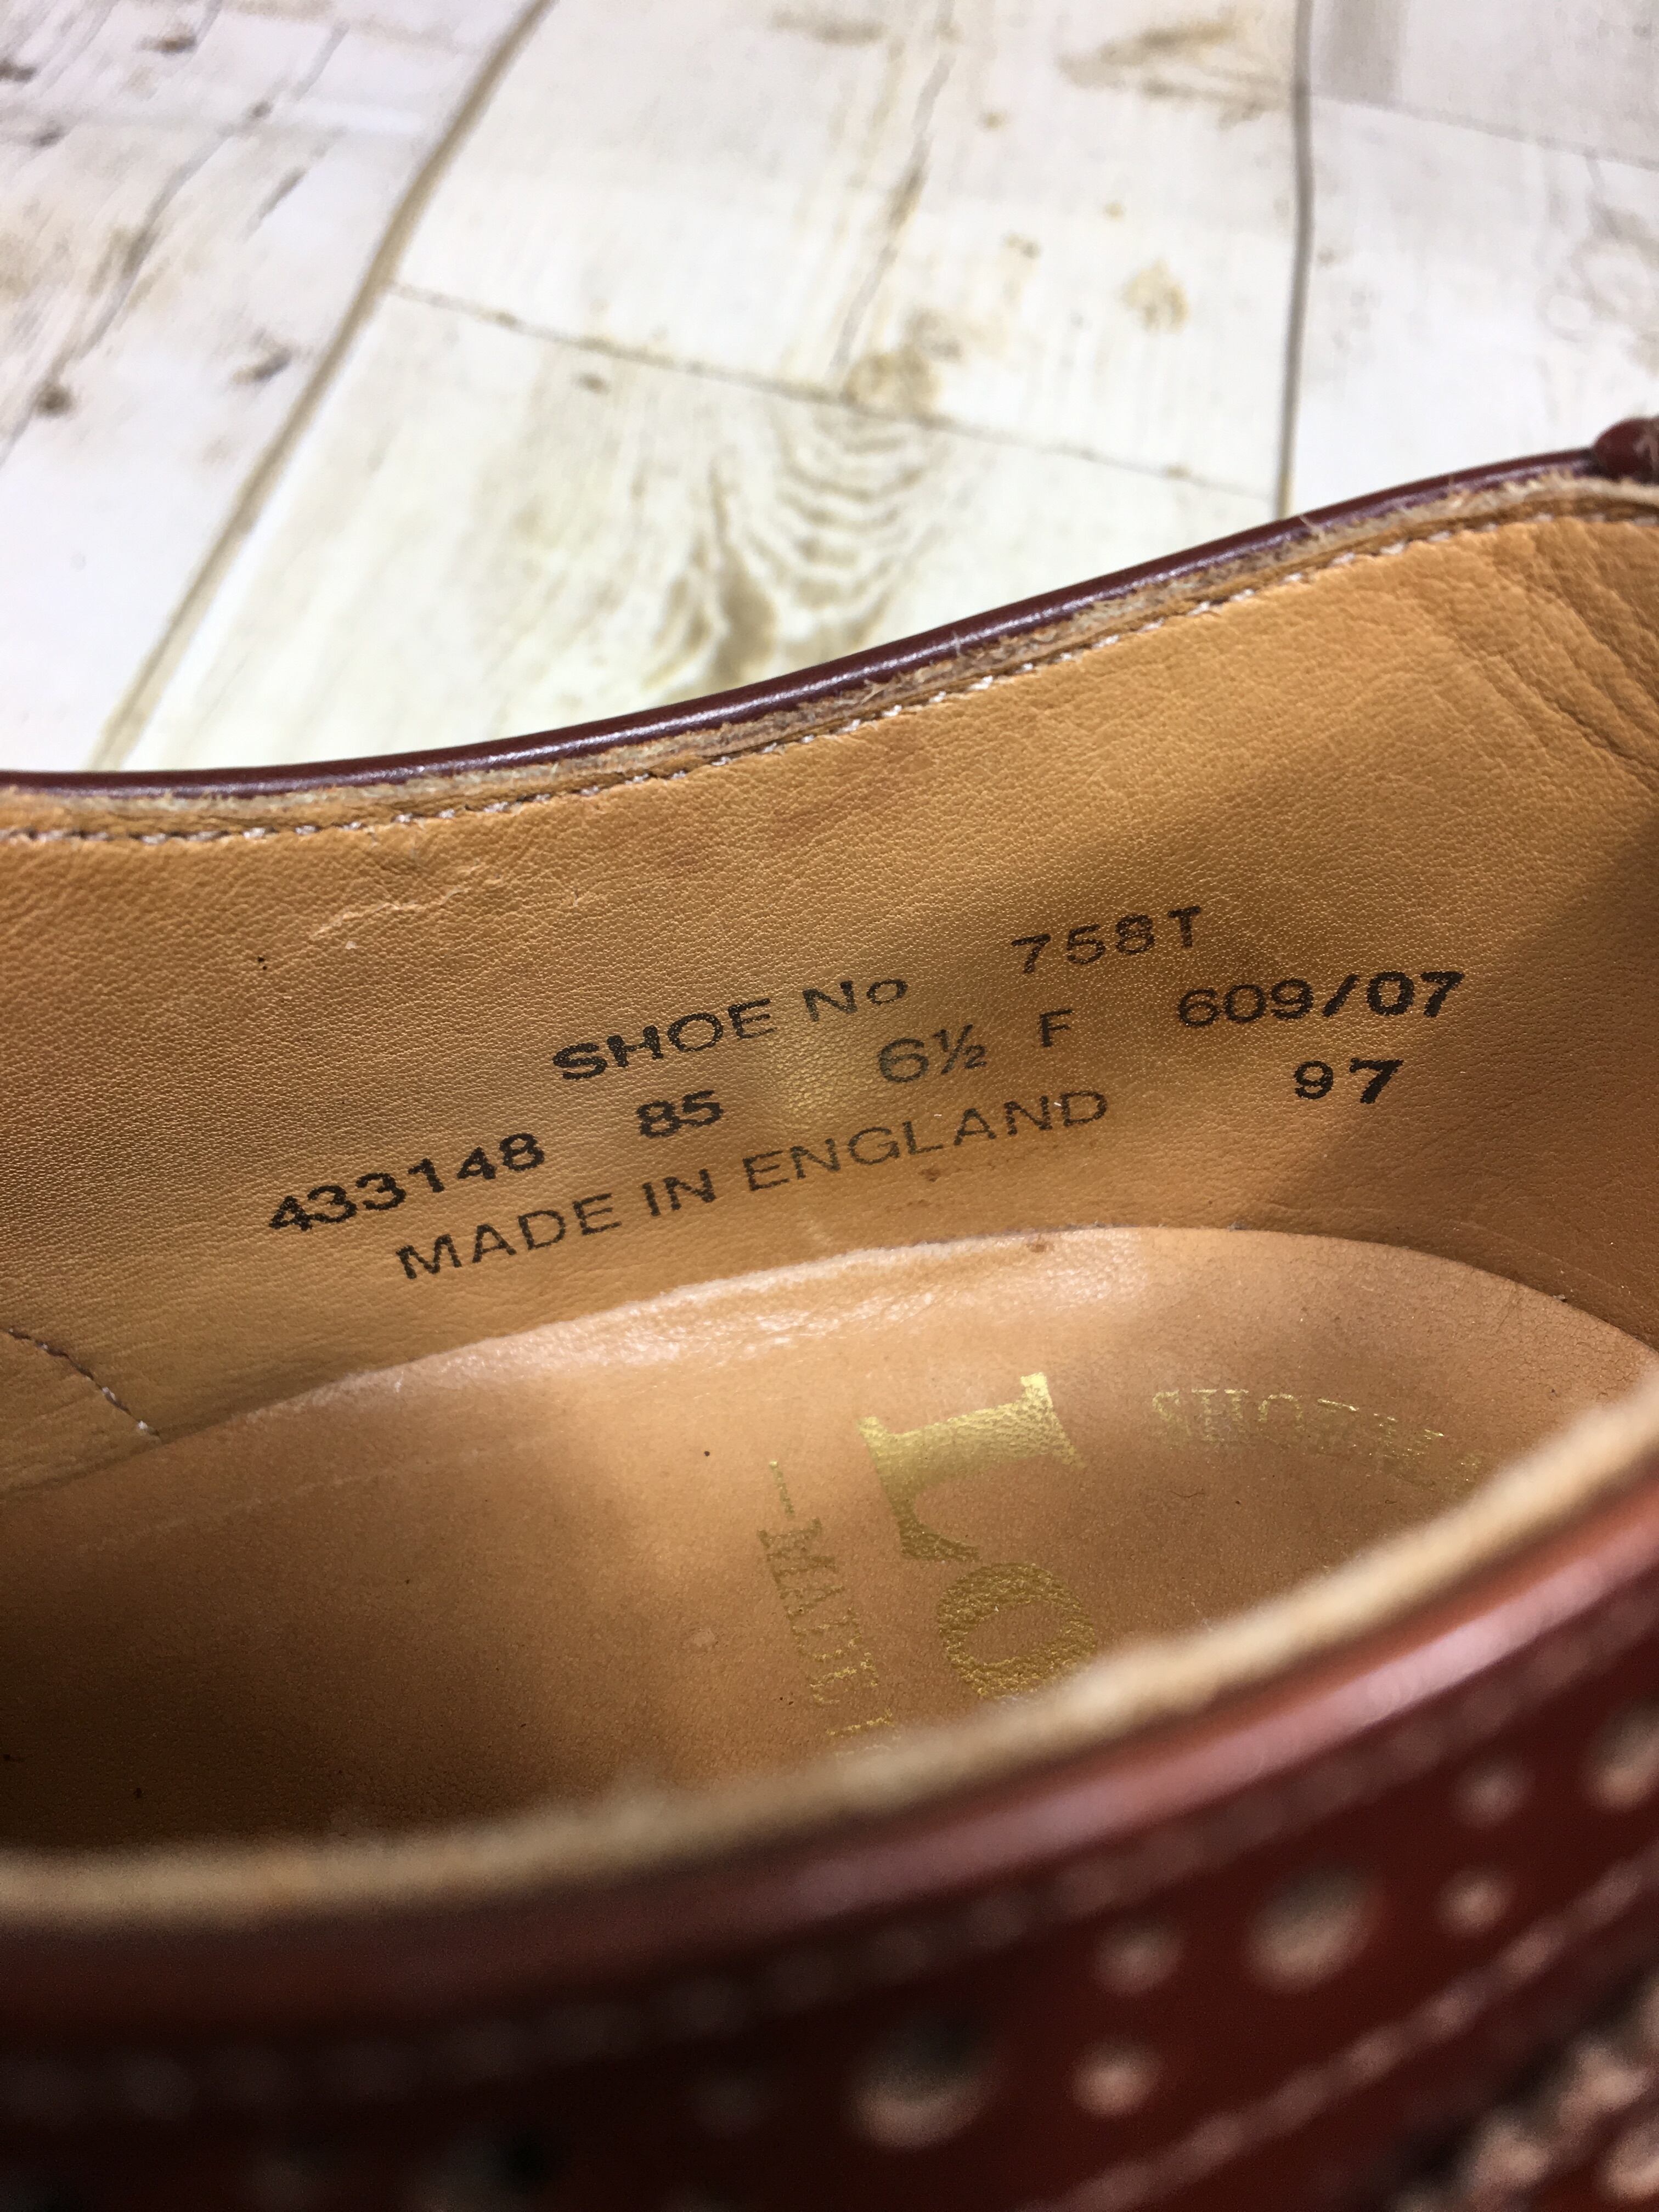 SHOE No 758T
433148 85 6½ F 609/07
MADE IN ENGLAND 97